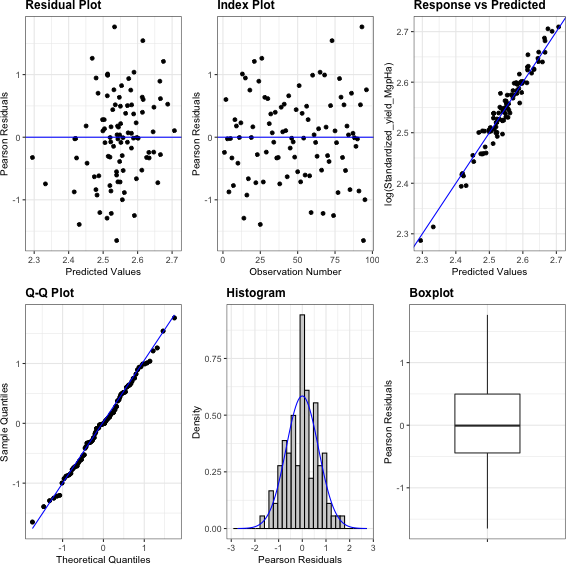 Residual Plot
Pearson Residuals
1
0
-1
2.3 2.4 2.5 2.6 2.7
Predicted Values
Index Plot
Pearson Residuals
1
0
-1
0 25 50 75 100
Observation Number
Response vs Predicted
log(Standardized_yield_MgpHa)
2.7
2.6
2.5
2.4
2.3
2.3 2.4 2.5 2.6 2.7
Predicted Values
Q-Q Plot
Sample Quantiles
1
0
-1
-1 0 1
Theoretical Quantiles
Histogram
Density
0.75
0.50
0.25
0.00
-3 -2 -1 0 1 2 3
Pearson Residuals
Boxplot
Pearson Residuals
1
0
-1